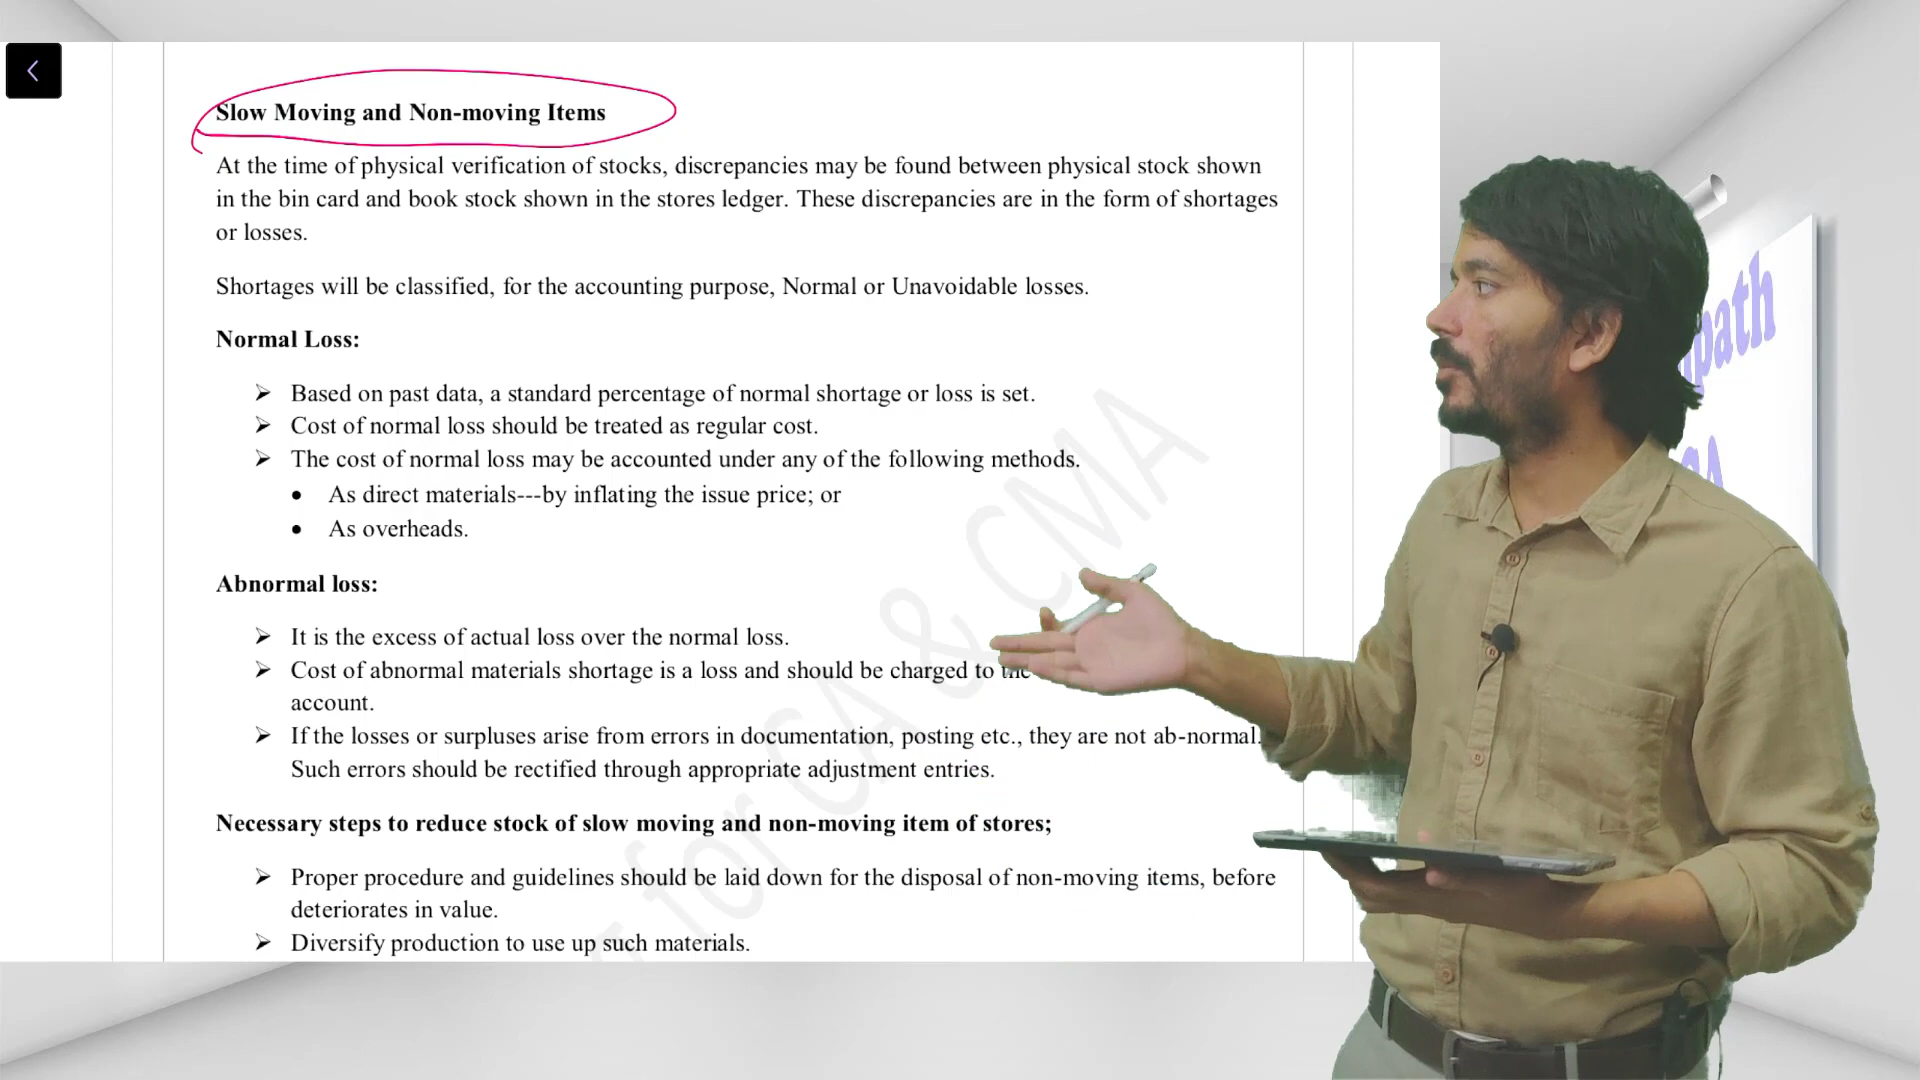 Slow Moving and Non-moving Items
At the time of physical verification of stocks, discrepancies may be found between physical stock shown
in the bin card and book stock shown in the stores ledger. These discrepancies are in the form of shortages
or losses.
Shortages will be classified, for the accounting purpose, Normal or Unavoidable losses.
Normal Loss:
➢ Based on past data, a standard percentage of normal shortage or loss is set.
➢ Cost of normal loss should be treated as regular cost.
➢ The cost of normal loss may be accounted under any of the following methods.
• As direct materials---by inflating the issue price; or
• As overheads.
Abnormal loss:
➢ It is the excess of actual loss over the normal loss.
➢ Cost of abnormal materials shortage is a loss and should be charged to the
account.
➢ If the losses or surpluses arise from errors in documentation, posting etc., they are not ab-normal.
Such errors should be rectified through appropriate adjustment entries.
Necessary steps to reduce stock of slow moving and non-moving item of stores;
➢ Proper procedure and guidelines should be laid down for the disposal of non-moving items, before
deteriorates in value.
➢ Diversify production to use up such materials.
for CA & CMA
path